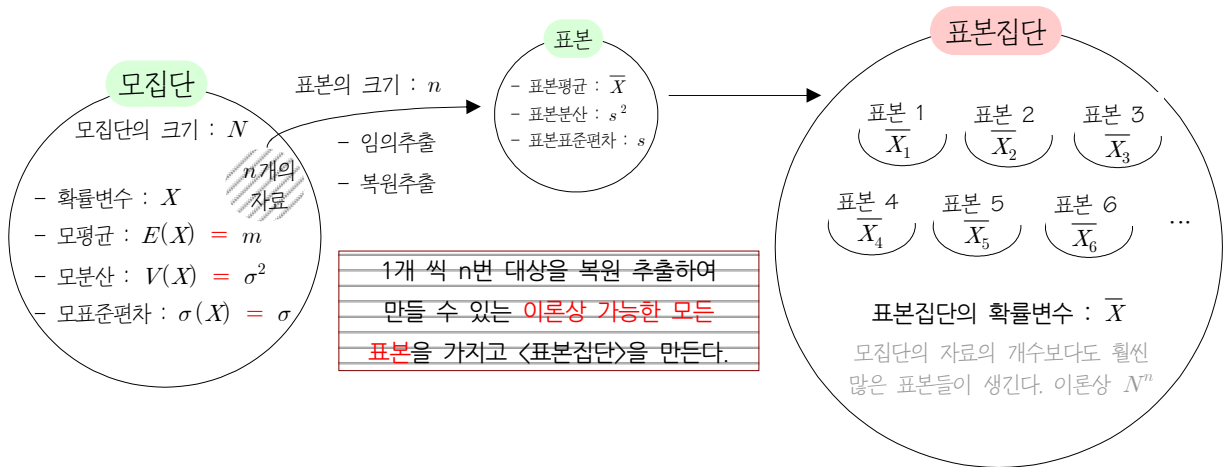 모집단
모집단의 크기 : N
n개의
자료
- 확률변수 : X
- 모평균 : E(X) = m
- 모분산 : V(X) = σ²
- 모표준편차 : σ(X) = σ
표본의 크기 : n
- 임의추출
- 복원추출
표본
- 표본평균 : X̅
- 표본분산 : s²
- 표본표준편차 : s
1개 씩 n번 대상을 복원 추출하여
만들 수 있는 이론상 가능한 모든
표본을 가지고 <표본집단>을 만든다.
표본집단
표본 1 표본 2 표본 3
X̅₁ X̅₂ X̅₃
표본 4 표본 5 표본 6
X̅₄ X̅₅ X̅₆ ...
표본집단의 확률변수 : X̅
모집단의 자료의 개수보다도 훨씬
많은 표본들이 생긴다. 이론상 Nⁿ